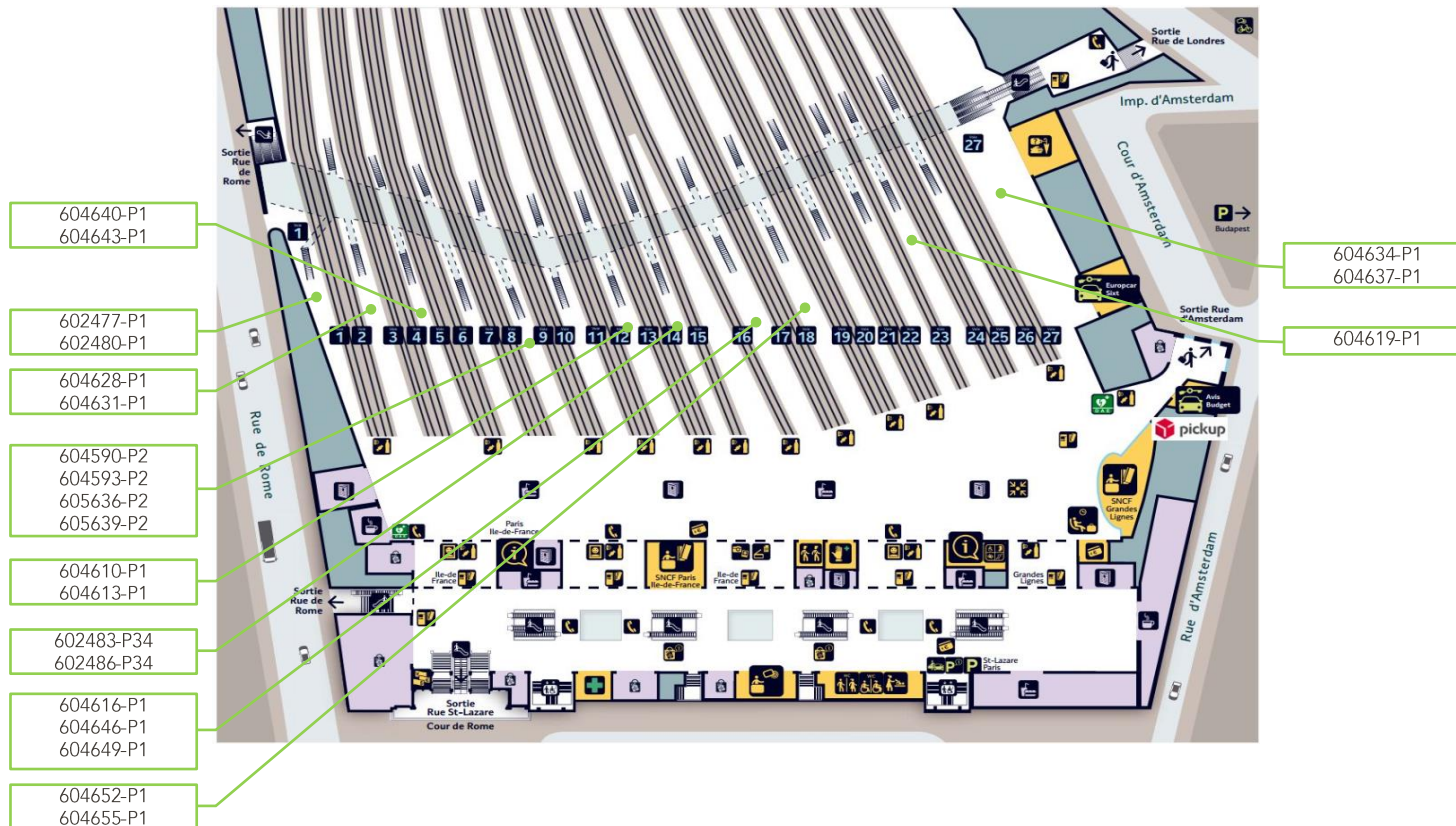 604640-P1
604643-P1
602477-P1
602480-P1
604628-P1
604631-P1
604590-P2
604593-P2
605636-P2
605639-P2
604610-P1
604613-P1
602483-P34
602486-P34
604616-P1
604646-P1
604649-P1
604652-P1
604655-P1
Sortie
Rue de Londres
Imp. d'Amsterdam
Cour d'Amsterdam
P
Budapest
Sortie
Rue
de
Rome
27
1
Europcar
Sixt
Sortie Rue
d'Amsterdam
1 2 3 4 5 6 7 8 9 10 11 12 13 14 15 16 17 18 19 20 21 22 23 24 25 26 27
Avis
Budget
pickup
Rue de Rome
SNCF
Grandes
Lignes
Paris
Ile-de-France
Ile-de
France
SNCF Paris
Ile-de-France
Ile-de
France
Grandes
Lignes
Sortie
Rue de
Rome
Rue d'Amsterdam
P P
St-Lazare
Paris
Sortie
Rue St-Lazare
Cour de Rome
604634-P1
604637-P1
604619-P1